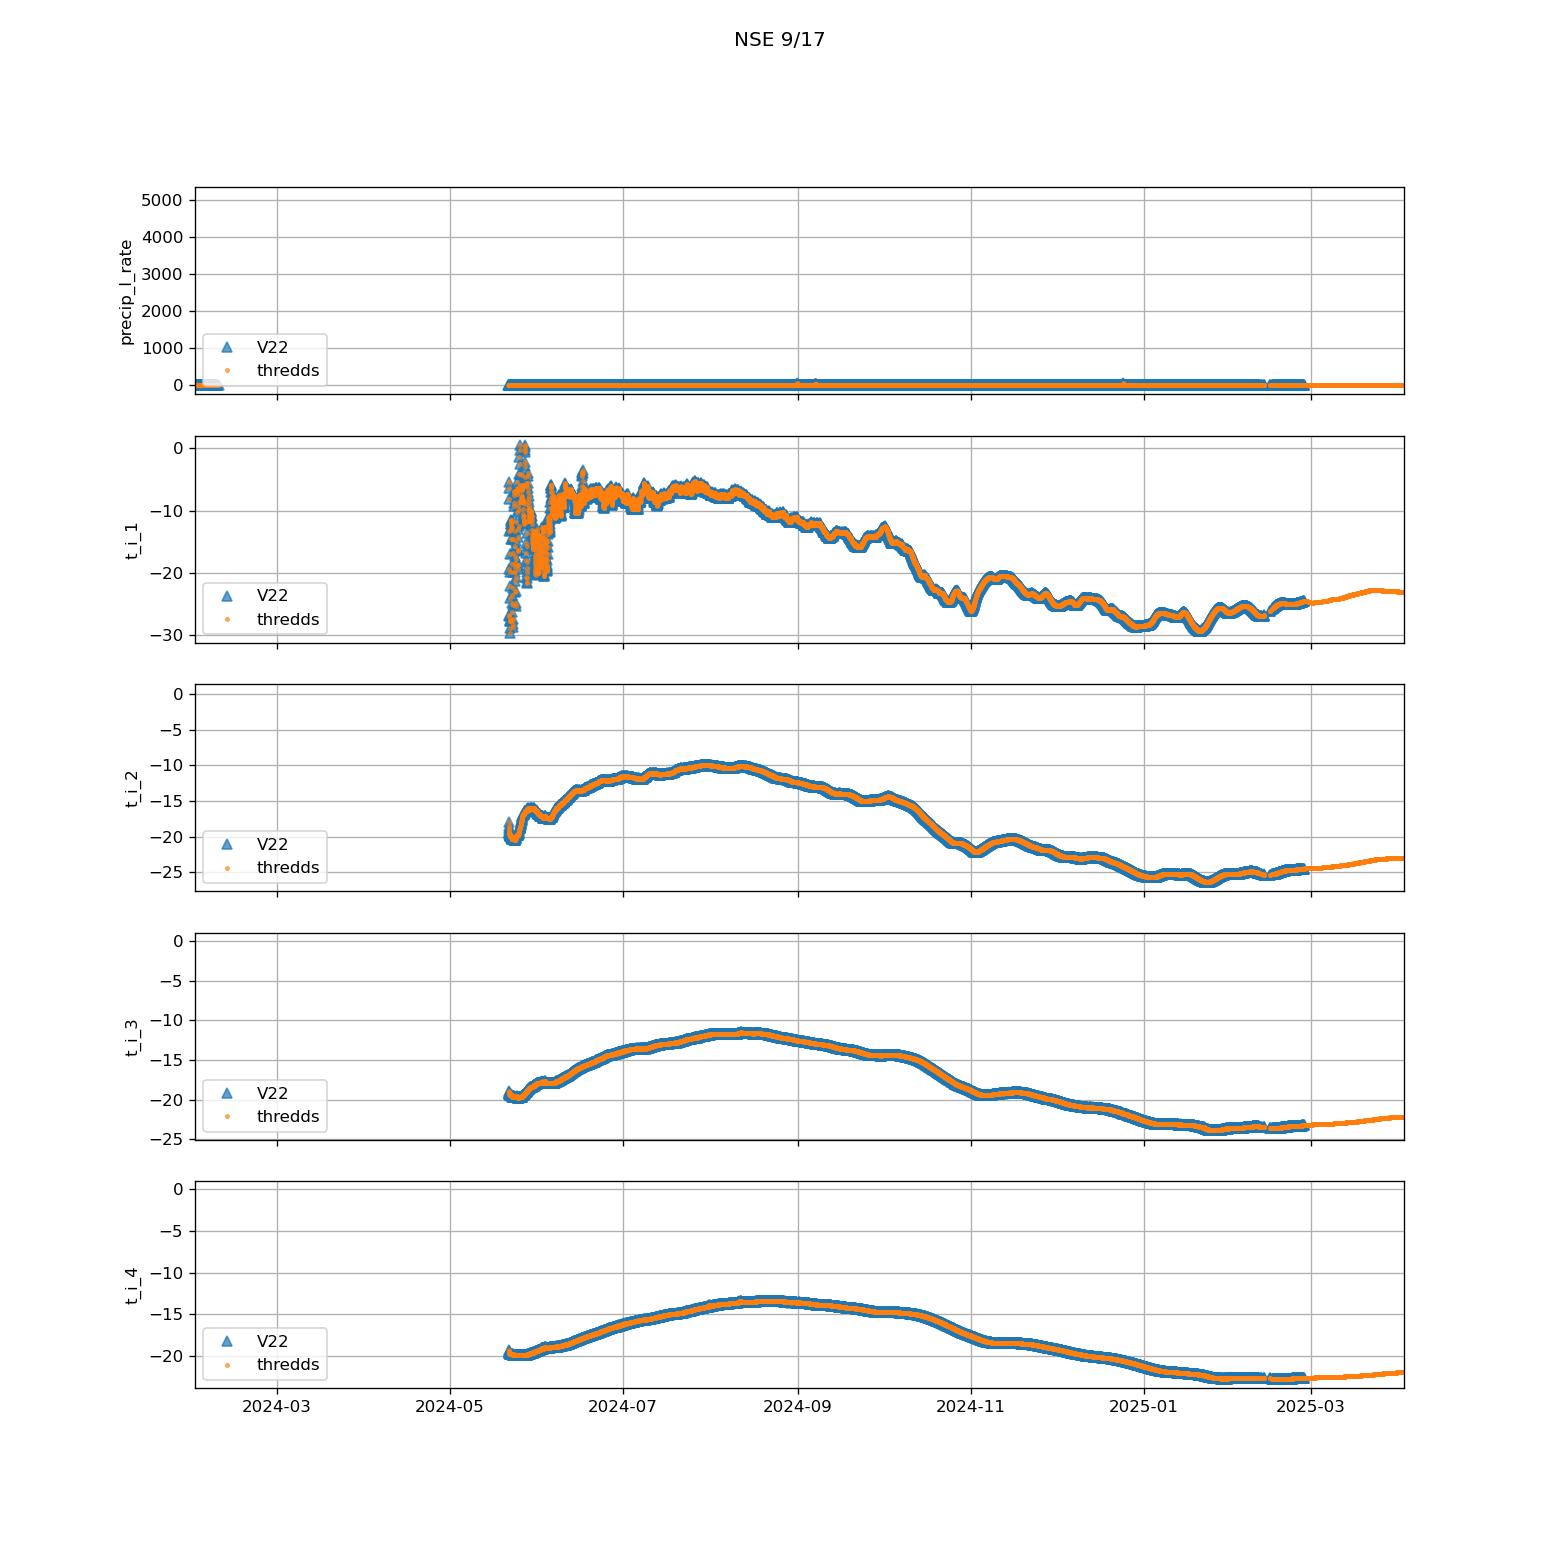 NSE 9/17
5000
4000
3000
2000
1000
0
precip_l_rate
V22
thredds
0
−10
−20
−30
t_i_1
V22
thredds
0
−5
−10
−15
−20
−25
t_i_2
V22
thredds
0
−5
−10
−15
−20
−25
t_i_3
V22
thredds
0
−5
−10
−15
−20
t_i_4
V22
thredds
2024-03 2024-05 2024-07 2024-09 2024-11 2025-01 2025-03